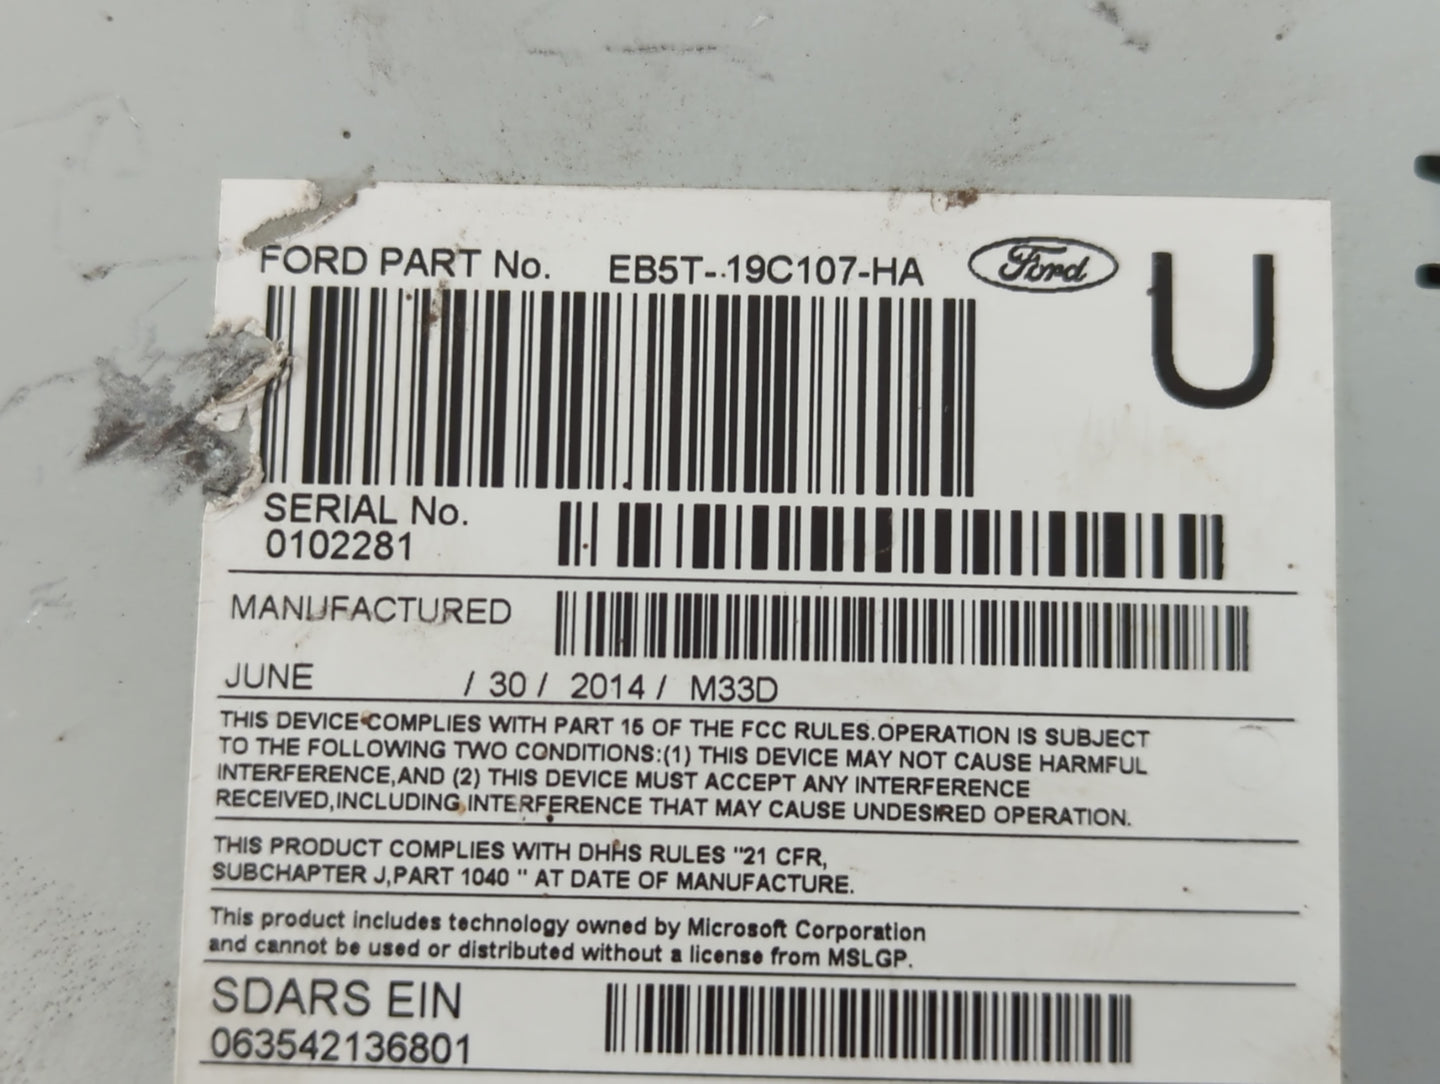 FORD PART No. EB5T-19C107-HA Ford U
SERIAL No.
0102281
MANUFACTURED
JUNE / 30 / 2014 / M33D
THIS DEVICE COMPLIES WITH PART 15 OF THE FCC RULES.OPERATION IS SUBJECT
TO THE FOLLOWING TWO CONDITIONS:(1) THIS DEVICE MAY NOT CAUSE HARMFUL
INTERFERENCE,AND (2) THIS DEVICE MUST ACCEPT ANY INTERFERENCE
RECEIVED,INCLUDING INTERFERENCE THAT MAY CAUSE UNDESIRED OPERATION.
THIS PRODUCT COMPLIES WITH DHHS RULES "21 CFR,
SUBCHAPTER J,PART 1040 " AT DATE OF MANUFACTURE.
This product includes technology owned by Microsoft Corporation
and cannot be used or distributed without a license from MSLGP.
SDARS EIN
063542136801